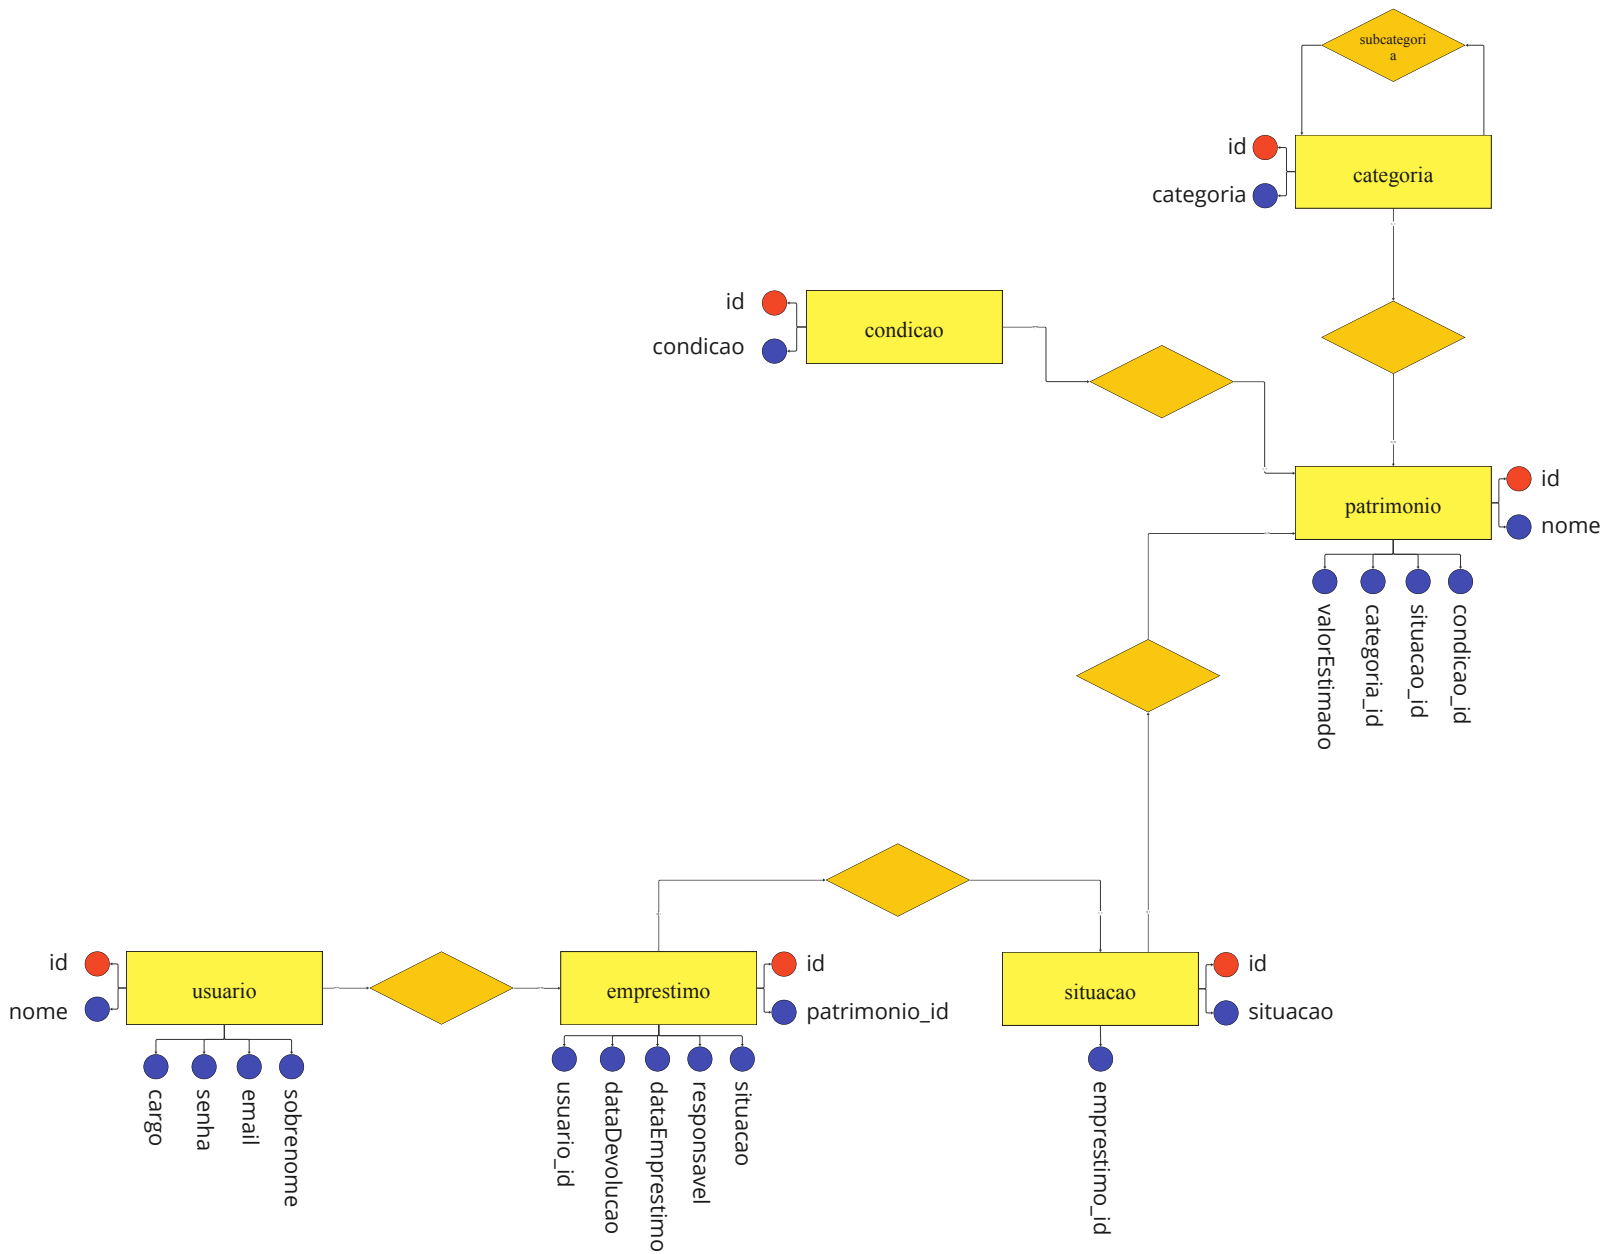 subcategori
a
id
categoria
categoria
id
condicao
condicao
patrimonio
id
nome
valorEstimado
categoria_id
situacao_id
condicao_id
id
nome
usuario
cargo
senha
email
sobrenome
emprestimo
id
patrimonio_id
usuario_id
dataDevolucao
dataEmprestimo
responsavel
situacao
situacao
id
situacao
emprestimo_id